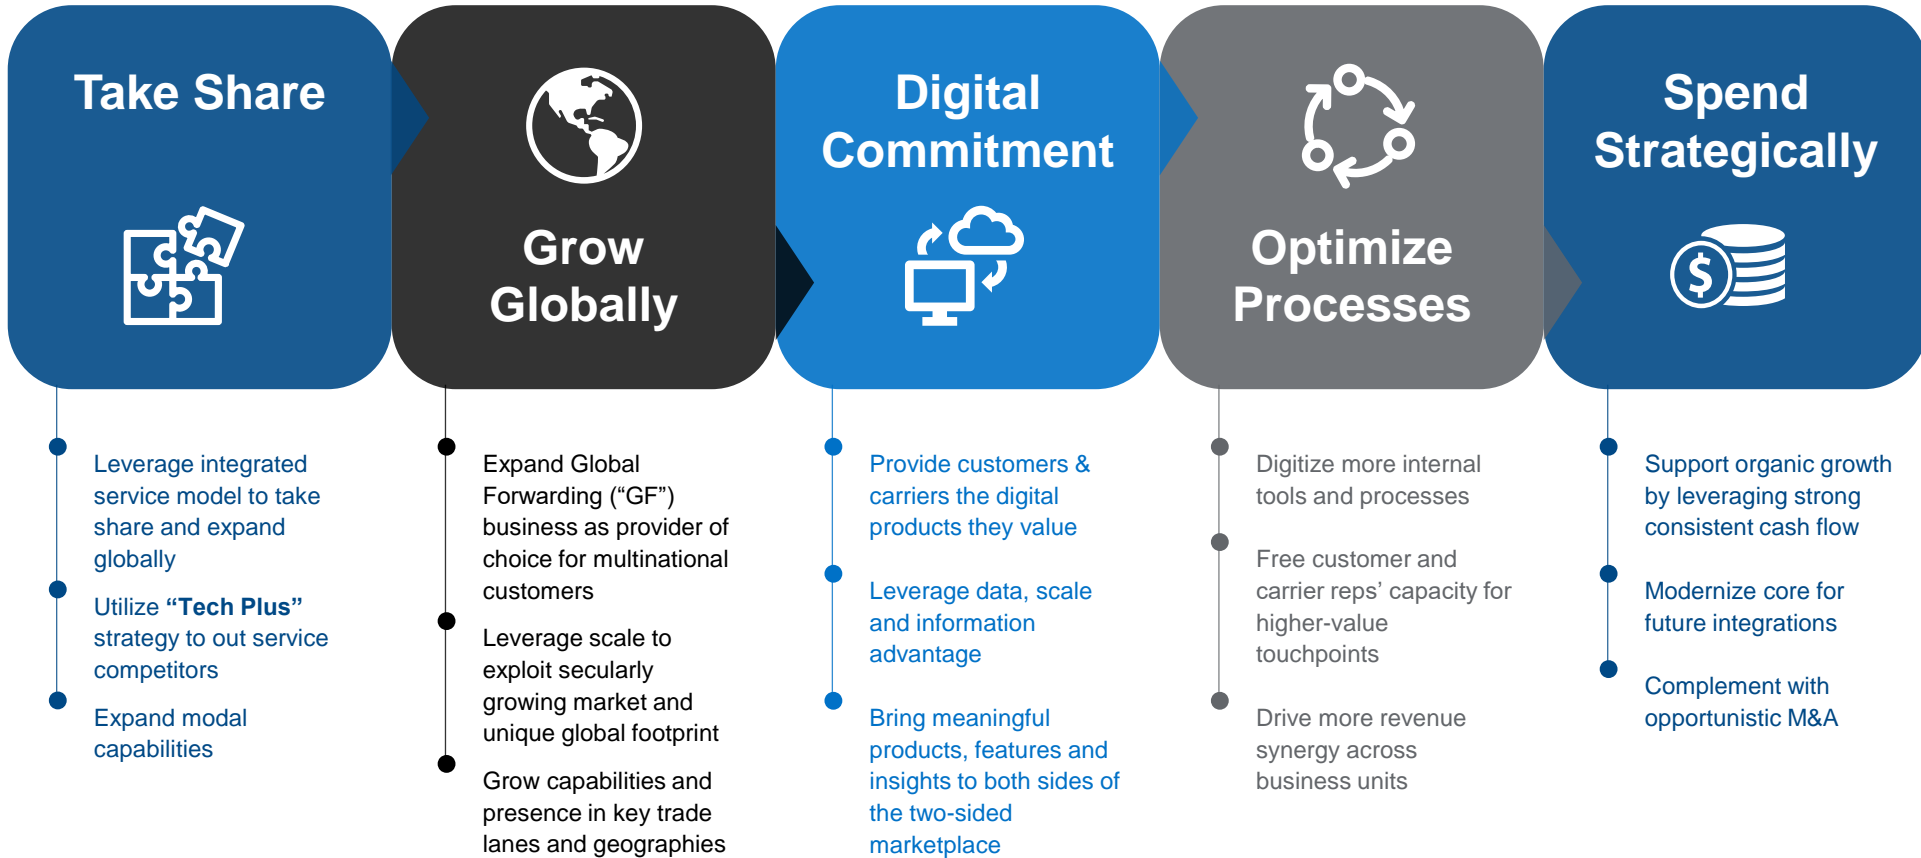 Take Share
Grow
Globally
Digital
Commitment
Optimize
Processes
Spend
Strategically
$
Leverage integrated
service model to take
share and expand
globally
Utilize “Tech Plus”
strategy to out service
competitors
Expand modal
capabilities
Expand Global
Forwarding (“GF”)
business as provider of
choice for multinational
customers
Leverage scale to
exploit secularly
growing market and
unique global footprint
Grow capabilities and
presence in key trade
lanes and geographies
Provide customers &
carriers the digital
products they value
Leverage data, scale
and information
advantage
Bring meaningful
products, features and
insights to both sides of
the two-sided
marketplace
Digitize more internal
tools and processes
Free customer and
carrier reps’ capacity for
higher-value
touchpoints
Drive more revenue
synergy across
business units
Support organic growth
by leveraging strong
consistent cash flow
Modernize core for
future integrations
Complement with
opportunistic M&A